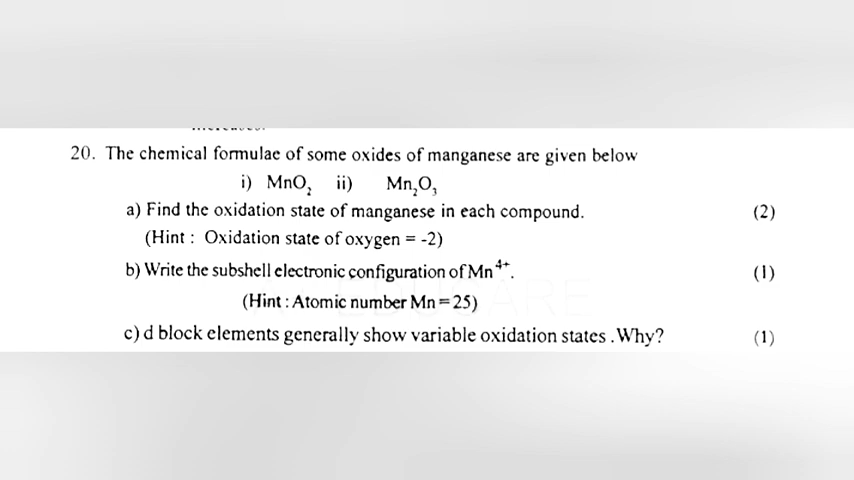 20. The chemical formulae of some oxides of manganese are given below
i) MnO₂ ii) Mn₂O₃
a) Find the oxidation state of manganese in each compound. (2)
(Hint : Oxidation state of oxygen = -2)
b) Write the subshell electronic configuration of Mn⁴⁺. (1)
(Hint : Atomic number Mn = 25)
c) d block elements generally show variable oxidation states . Why? (1)